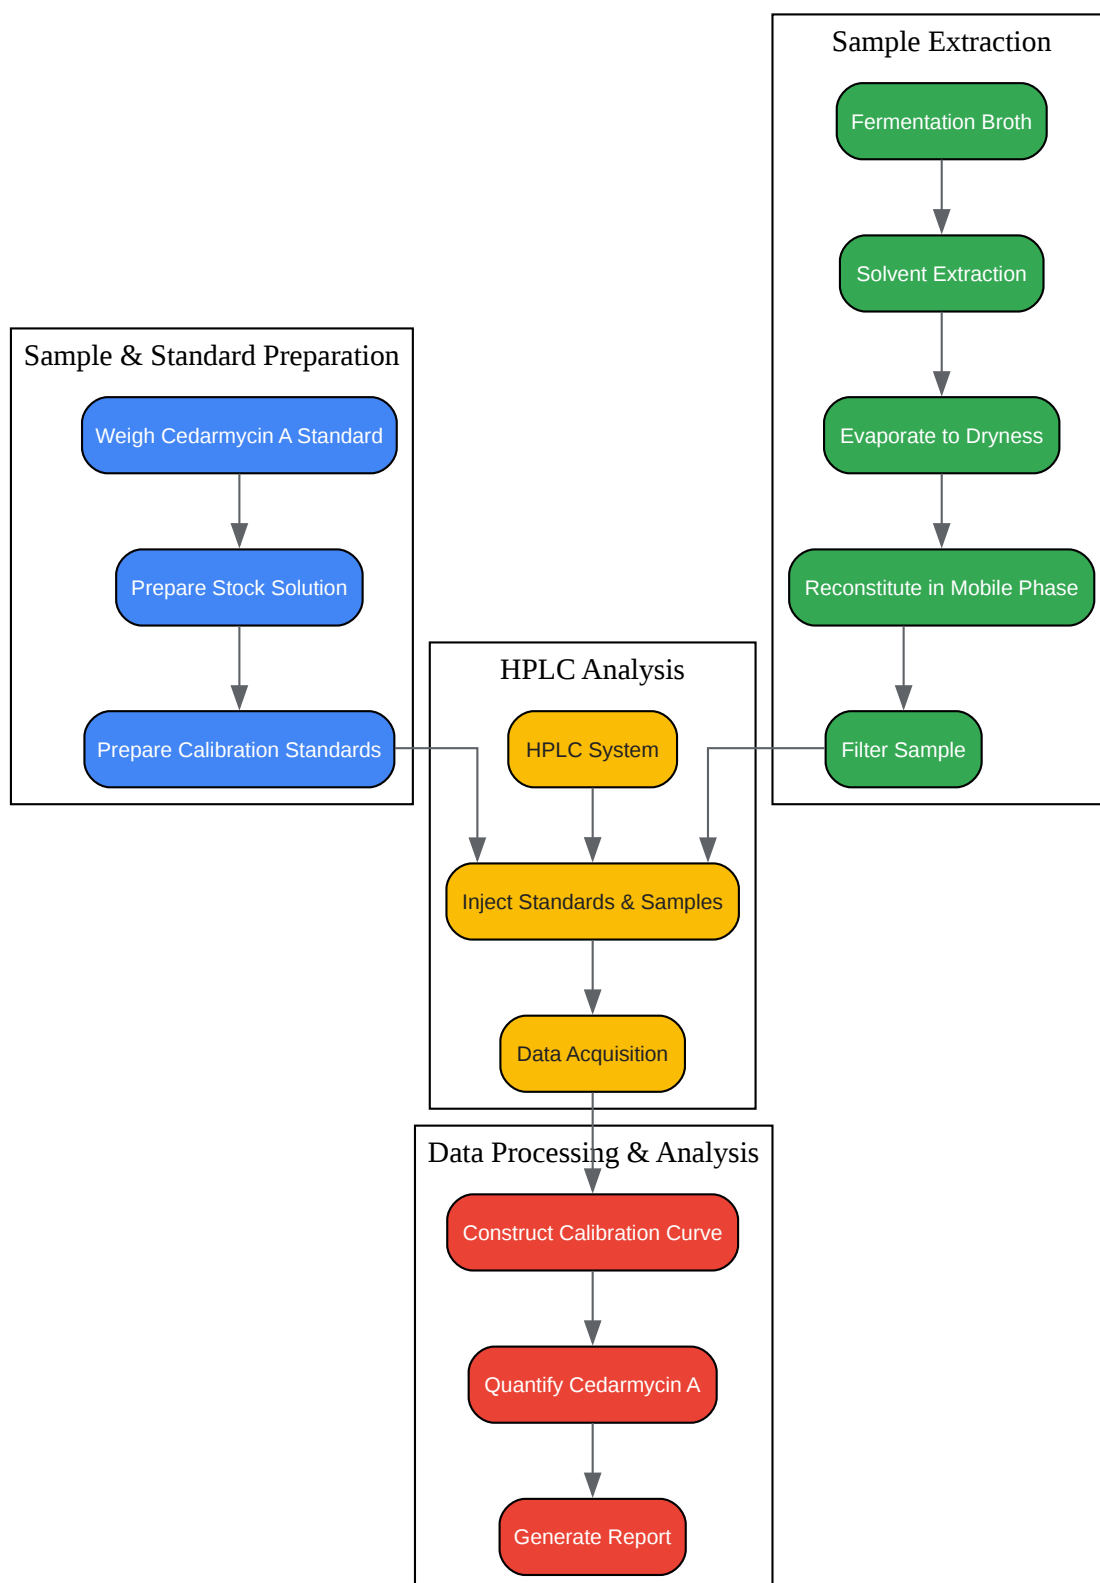 Sample Extraction
Fermentation Broth
Solvent Extraction
Evaporate to Dryness
Reconstitute in Mobile Phase
Filter Sample
Sample & Standard Preparation
Weigh Cedarmycin A Standard
Prepare Stock Solution
Prepare Calibration Standards
HPLC Analysis
HPLC System
Inject Standards & Samples
Data Acquisition
Data Processing & Analysis
Construct Calibration Curve
Quantify Cedarmycin A
Generate Report